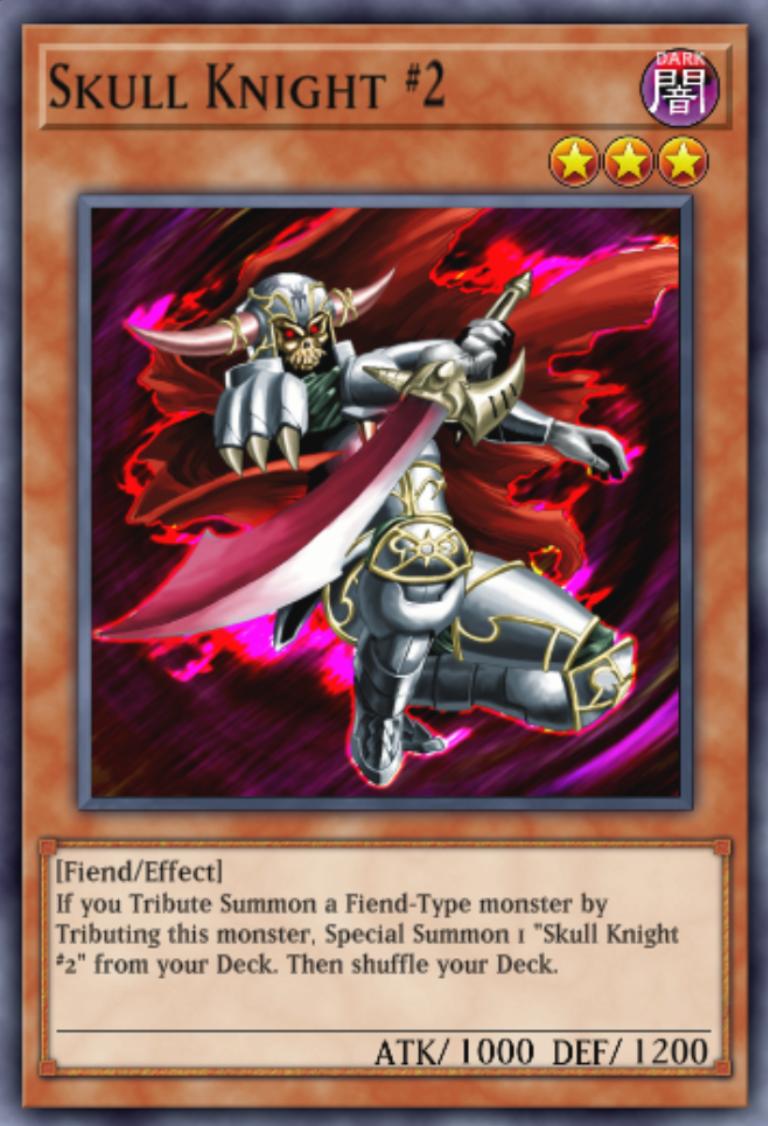 SKULL KNIGHT #2
DARK
闇
[Fiend/Effect]
If you Tribute Summon a Fiend-Type monster by
Tributing this monster, Special Summon 1 "Skull Knight
#2" from your Deck. Then shuffle your Deck.
ATK/ 1000 DEF/ 1200